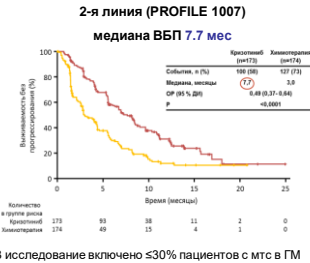 2-я линия (PROFILE 1007)
медиана ВБП 7.7 мес
Кризотиниб Химиотерапия
(n=173) (n=174)
События, n (%) 100 (58) 127 (73)
Медиана, месяцы 7,7 3,0
ОР (95 % ДИ) 0,49 (0,37–0,64)
P <0,0001
Выживаемость без
прогрессирования (%)
100
80
60
40
20
0
0 5 10 15 20 25
Время (месяцы)
Количество
в группе риска
Кризотиниб 173 93 38 11 2 0
Химиотерапия 174 49 15 4 1 0
В исследование включено ≤30% пациентов с мтс в ГМ